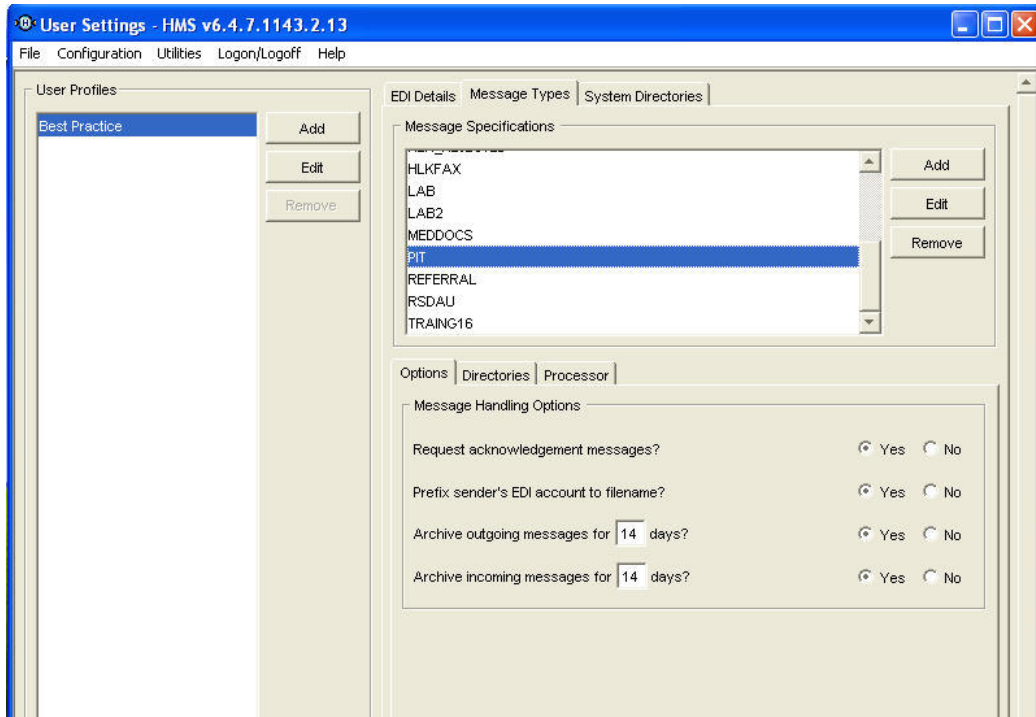 User Settings - HMS v6.4.7.1143.2.13
File Configuration Utilities Logon/Logoff Help
User Profiles
Best Practice
Add
Edit
Remove
EDI Details Message Types System Directories
Message Specifications
HLKFAX
LAB
LAB2
MEDDOCS
PIT
REFERRAL
RSDAU
TRAING16
Add
Edit
Remove
Options Directories Processor
Message Handling Options
Request acknowledgement messages? Yes No
Prefix sender's EDI account to filename? Yes No
Archive outgoing messages for 14 days? Yes No
Archive incoming messages for 14 days? Yes No